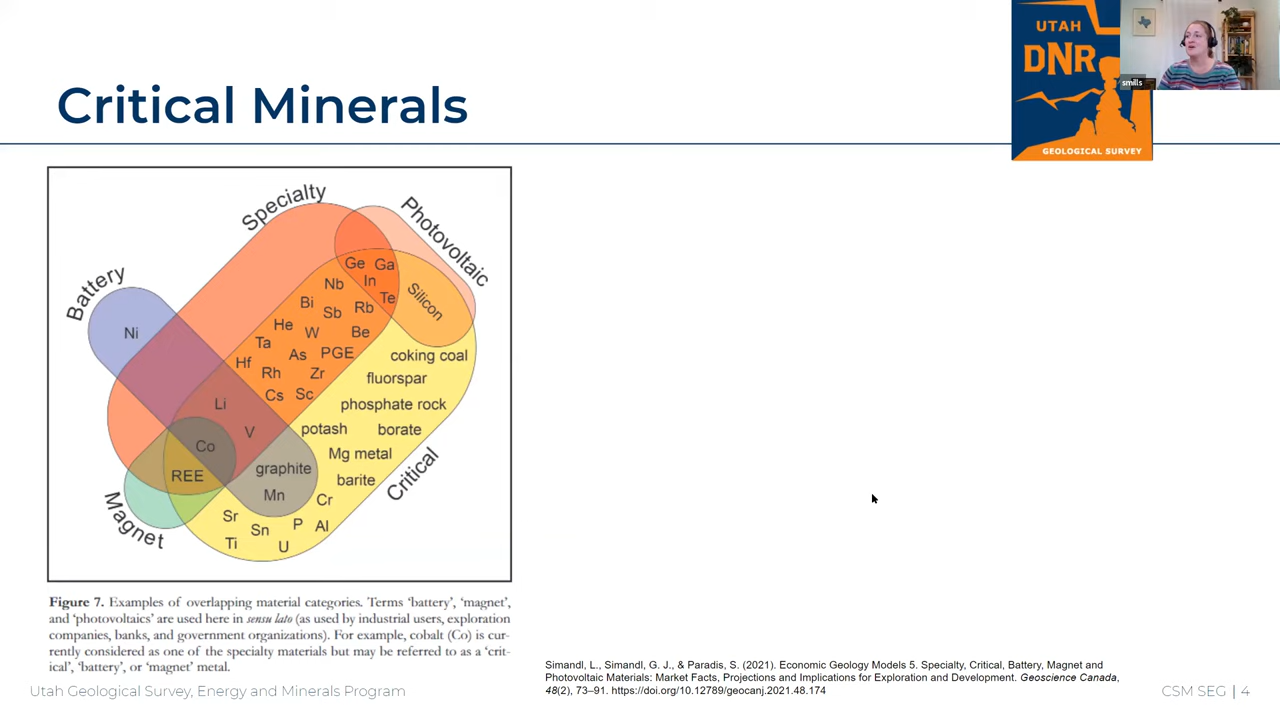 Critical Minerals
UTAH
DNR
GEOLOGICAL SURVEY
smills
Specialty
Photovoltaic
Battery
Ge Ga
In
Te
Silicon
Nb
Bi
Sb
Rb
Ni
He
W
Be
Ta
As
PGE
coking coal
Hf
Rh
Zr
fluorspar
Cs
Sc
Li
phosphate rock
V
potash
borate
Co
Mg metal
graphite
REE
barite
Critical
Mn
Cr
Magnet
Sr
Sn
P
Al
Ti
U
Figure 7. Examples of overlapping material categories. Terms ‘battery’, ‘magnet’,
and ‘photovoltaics’ are used here in sensu lato (as used by industrial users, exploration
companies, banks, and government organizations). For example, cobalt (Co) is cur-
rently considered as one of the specialty materials but may be referred to as a ‘crit-
ical’, ‘battery’, or ‘magnet’ metal.
Simandl, L., Simandl, G. J., & Paradis, S. (2021). Economic Geology Models 5. Specialty, Critical, Battery, Magnet and
Photovoltaic Materials: Market Facts, Projections and Implications for Exploration and Development. Geoscience Canada,
48(2), 73–91. https://doi.org/10.12789/geocanj.2021.48.174
Utah Geological Survey, Energy and Minerals Program
CSM SEG | 4